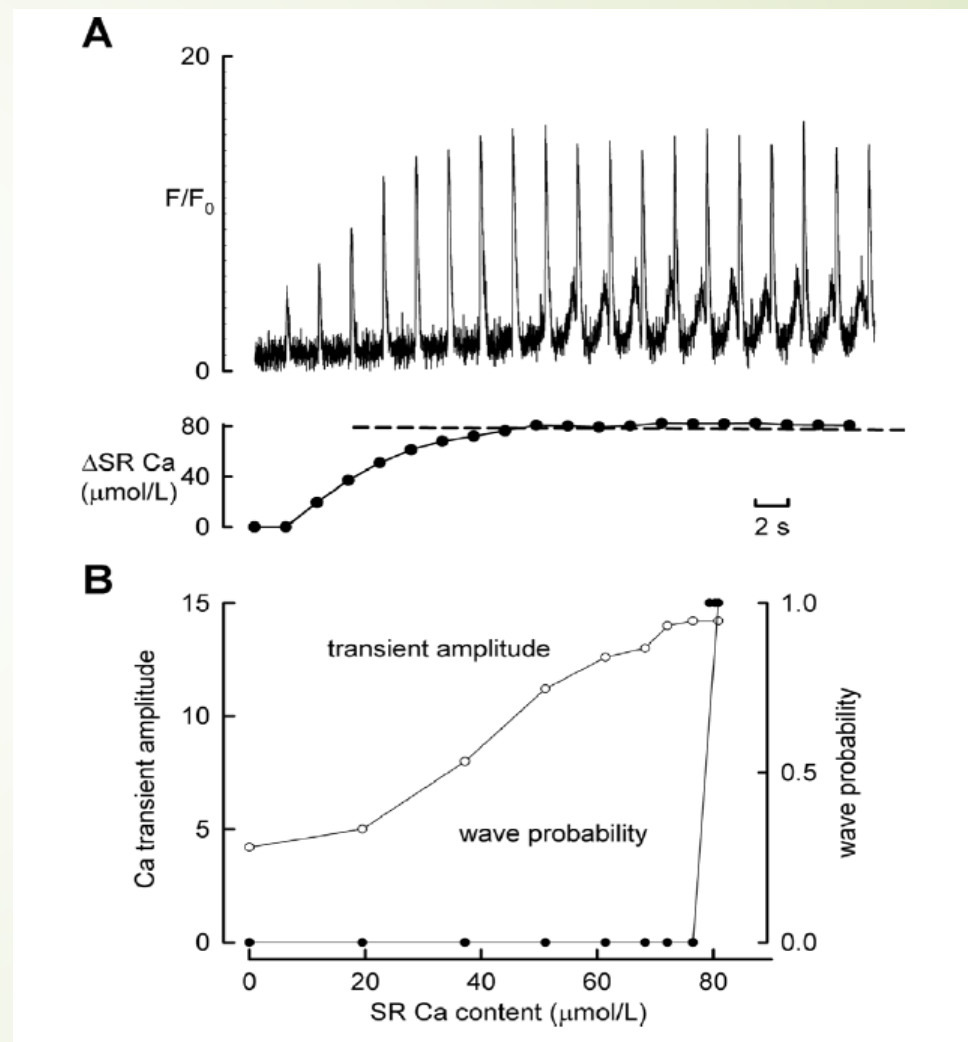 A
20
F/F0
0
80
ΔSR Ca
(μmol/L)
40
0
2 s
B
15
1.0
transient amplitude
Ca transient amplitude
10
0.5
wave probability
5
wave probability
0
0.0
0 20 40 60 80
SR Ca content (μmol/L)